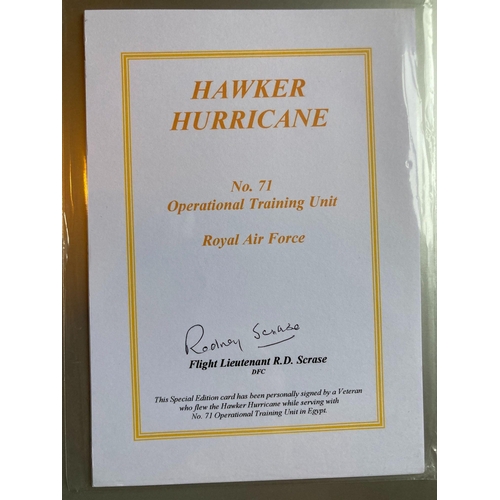 HAWKER
HURRICANE
No. 71
Operational Training Unit
Royal Air Force
Rodney Scrase
Flight Lieutenant R.D. Scrase
DFC
This Special Edition card has been personally signed by a Veteran
who flew the Hawker Hurricane while serving with
No. 71 Operational Training Unit in Egypt.